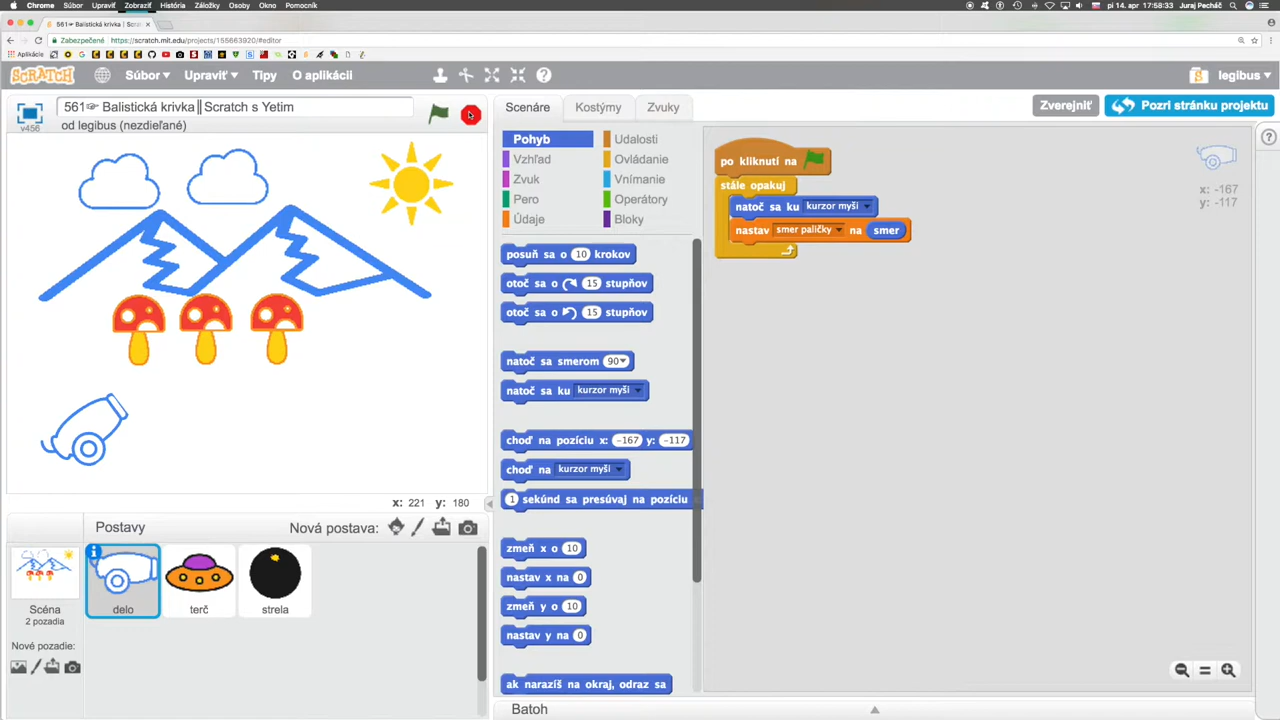 Chrome Súbor Upraviť Zobraziť História Záložky Osoby Okno Pomocník pi 14. apr 17:58:33 Juraj Pecháč
561☞ Balistická krivka | Scra
Zabezpečené https://scratch.mit.edu/projects/155663920/#editor
Aplikácie
SCRATCH Súbor Upraviť Tipy O aplikácii legibus
561☞ Balistická krivka║Scratch s Yetim
od legibus (nezdieľané)
v456
Scenáre Kostýmy Zvuky Zverejniť Pozri stránku projektu
Pohyb Udalosti
Vzhľad Ovládanie
Zvuk Vnímanie
Pero Operátory
Údaje Bloky
posuň sa o 10 krokov
otoč sa o 15 stupňov
otoč sa o 15 stupňov
natoč sa smerom 90
natoč sa ku kurzor myši
choď na pozíciu x: -167 y: -117
choď na kurzor myši
1 sekúnd sa presúvaj na pozíciu
zmeň x o 10
nastav x na 0
zmeň y o 10
nastav y na 0
ak narazíš na okraj, odraz sa
po kliknutí na
stále opakuj
natoč sa ku kurzor myši
nastav smer paličky na smer
x: -167
y: -117
x: 221 y: 180
Postavy Nová postava:
Scéna
2 pozadia
Nové pozadie:
delo terč strela
Batoh